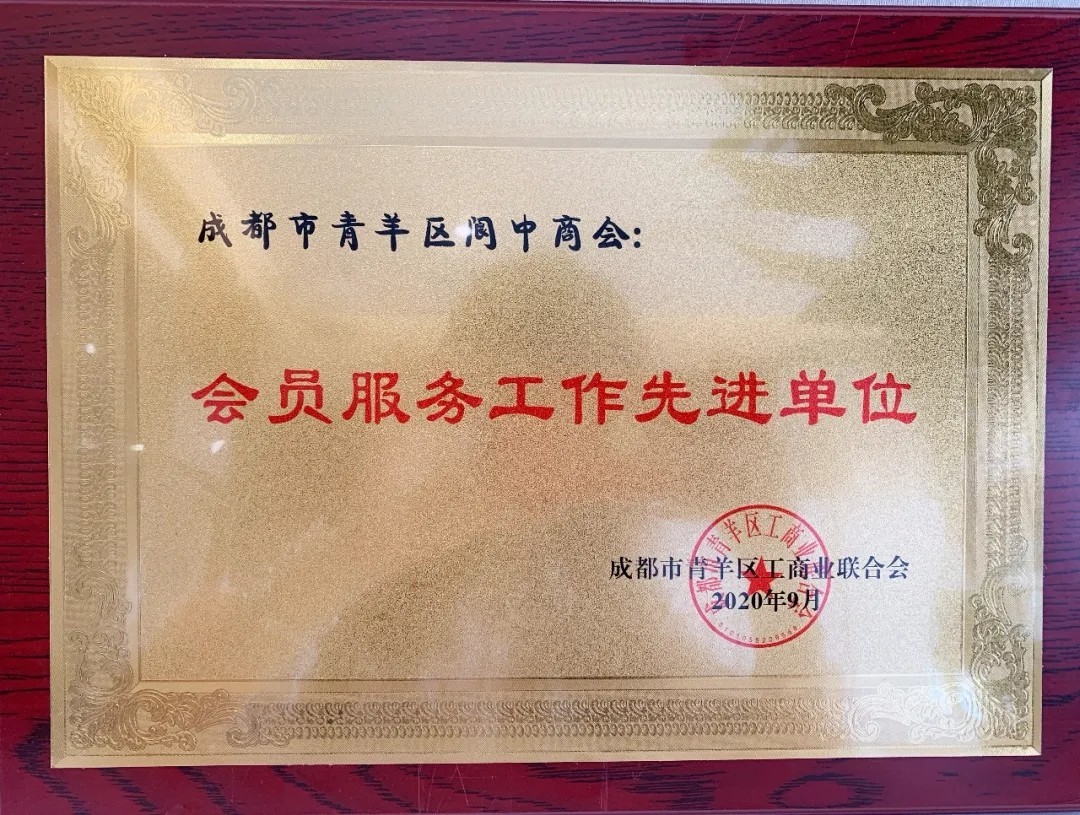 成都市青羊区阆中商会:
会员服务工作先进单位
成都市青羊区工商业联合会
2020年9月